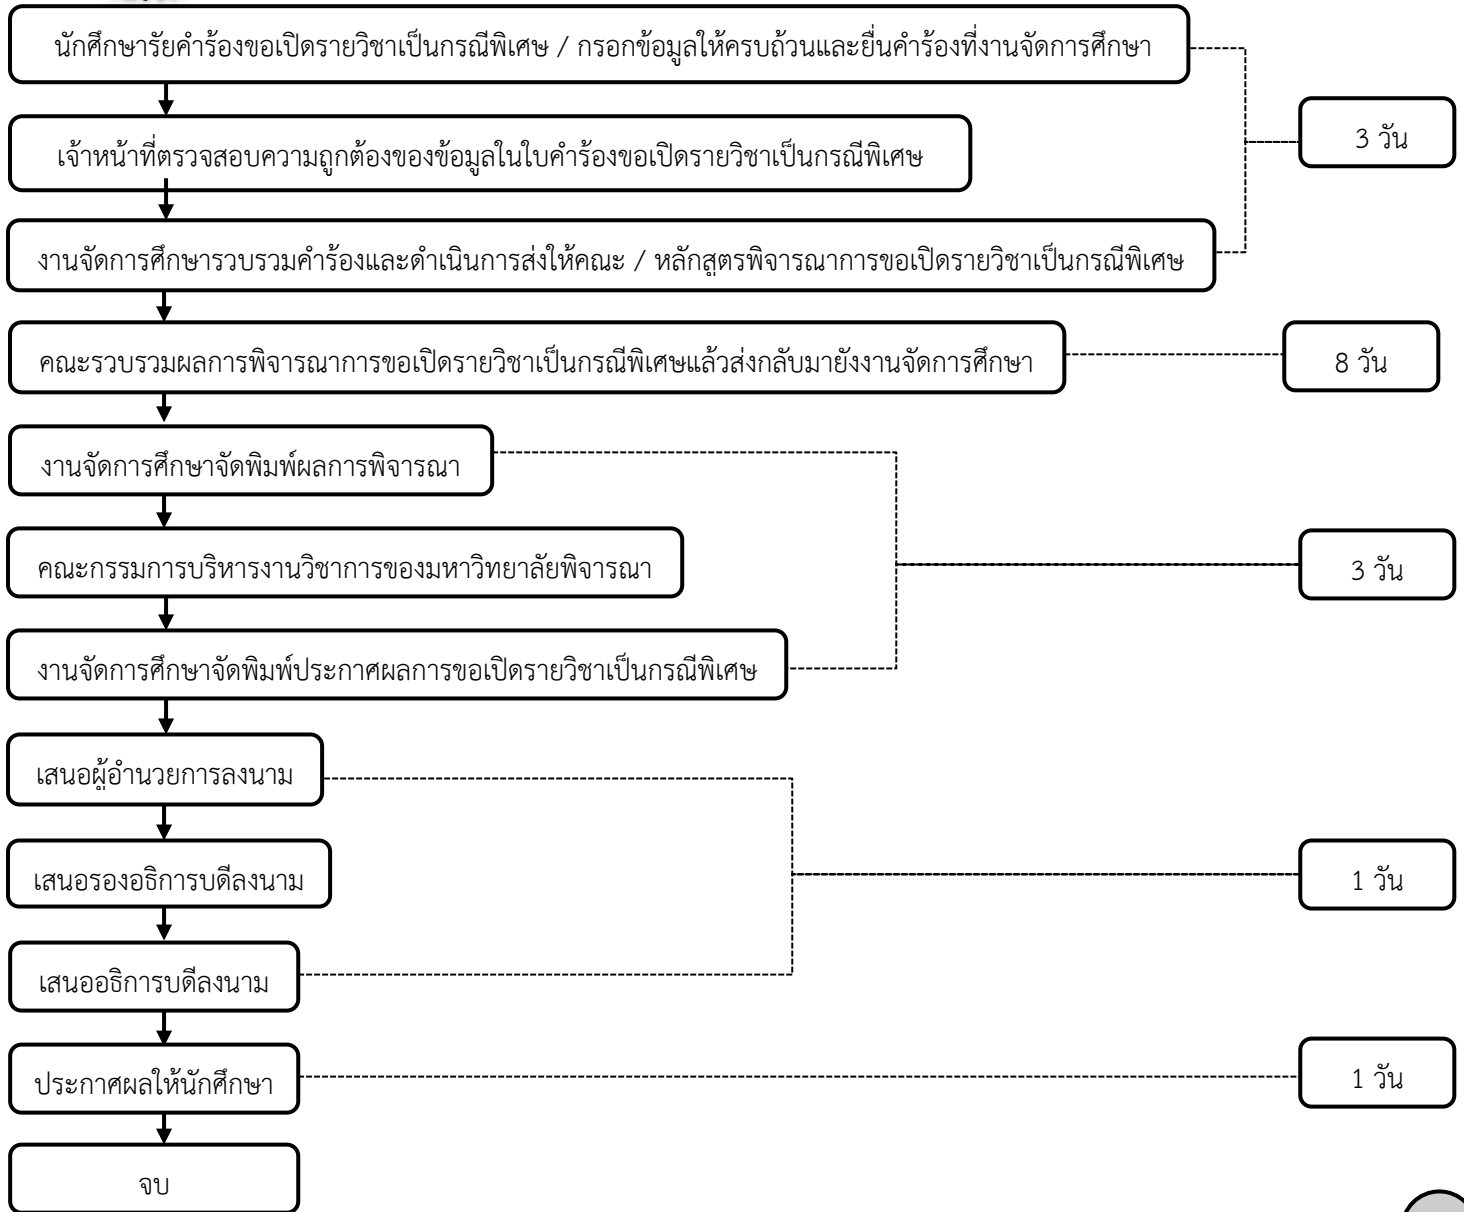 นักศึกษารัยคำร้องขอเปิดรายวิชาเป็นกรณีพิเศษ / กรอกข้อมูลให้ครบถ้วนและยื่นคำร้องที่งานจัดการศึกษา
3 วัน
เจ้าหน้าที่ตรวจสอบความถูกต้องของข้อมูลในใบคำร้องขอเปิดรายวิชาเป็นกรณีพิเศษ
งานจัดการศึกษารวบรวมคำร้องและดำเนินการส่งให้คณะ / หลักสูตรพิจารณาการขอเปิดรายวิชาเป็นกรณีพิเศษ
คณะรวบรวมผลการพิจารณาการขอเปิดรายวิชาเป็นกรณีพิเศษแล้วส่งกลับมายังงานจัดการศึกษา
8 วัน
งานจัดการศึกษาจัดพิมพ์ผลการพิจารณา
คณะกรรมการบริหารงานวิชาการของมหาวิทยาลัยพิจารณา
3 วัน
งานจัดการศึกษาจัดพิมพ์ประกาศผลการขอเปิดรายวิชาเป็นกรณีพิเศษ
เสนอผู้อำนวยการลงนาม
เสนอรองอธิการบดีลงนาม
1 วัน
เสนออธิการบดีลงนาม
ประกาศผลให้นักศึกษา
1 วัน
จบ